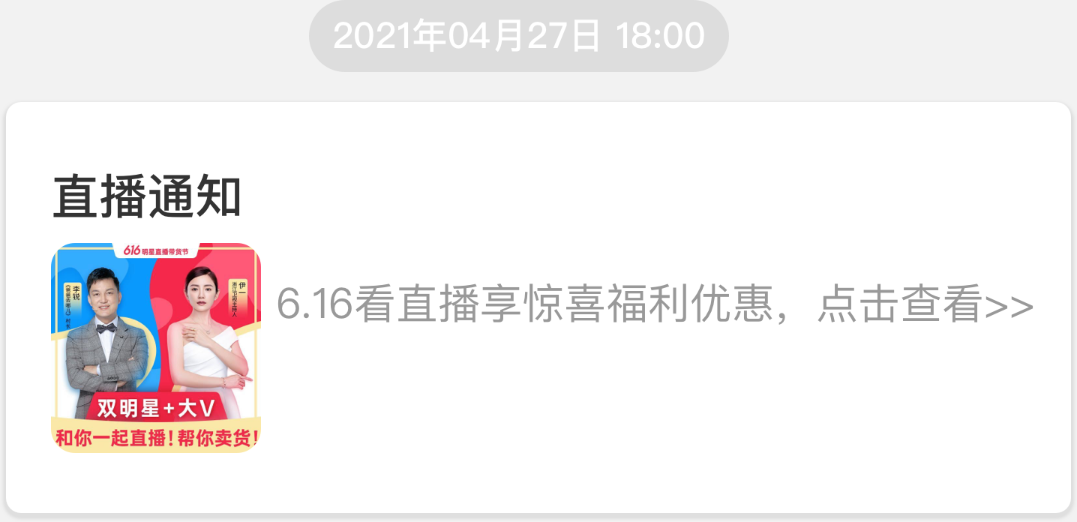 2021年04月27日 18:00
直播通知
616 明星直播带货节
李锐
伊一
6.16看直播享惊喜福利优惠，点击查看>>
双明星+大V
和你一起直播！帮你卖货！